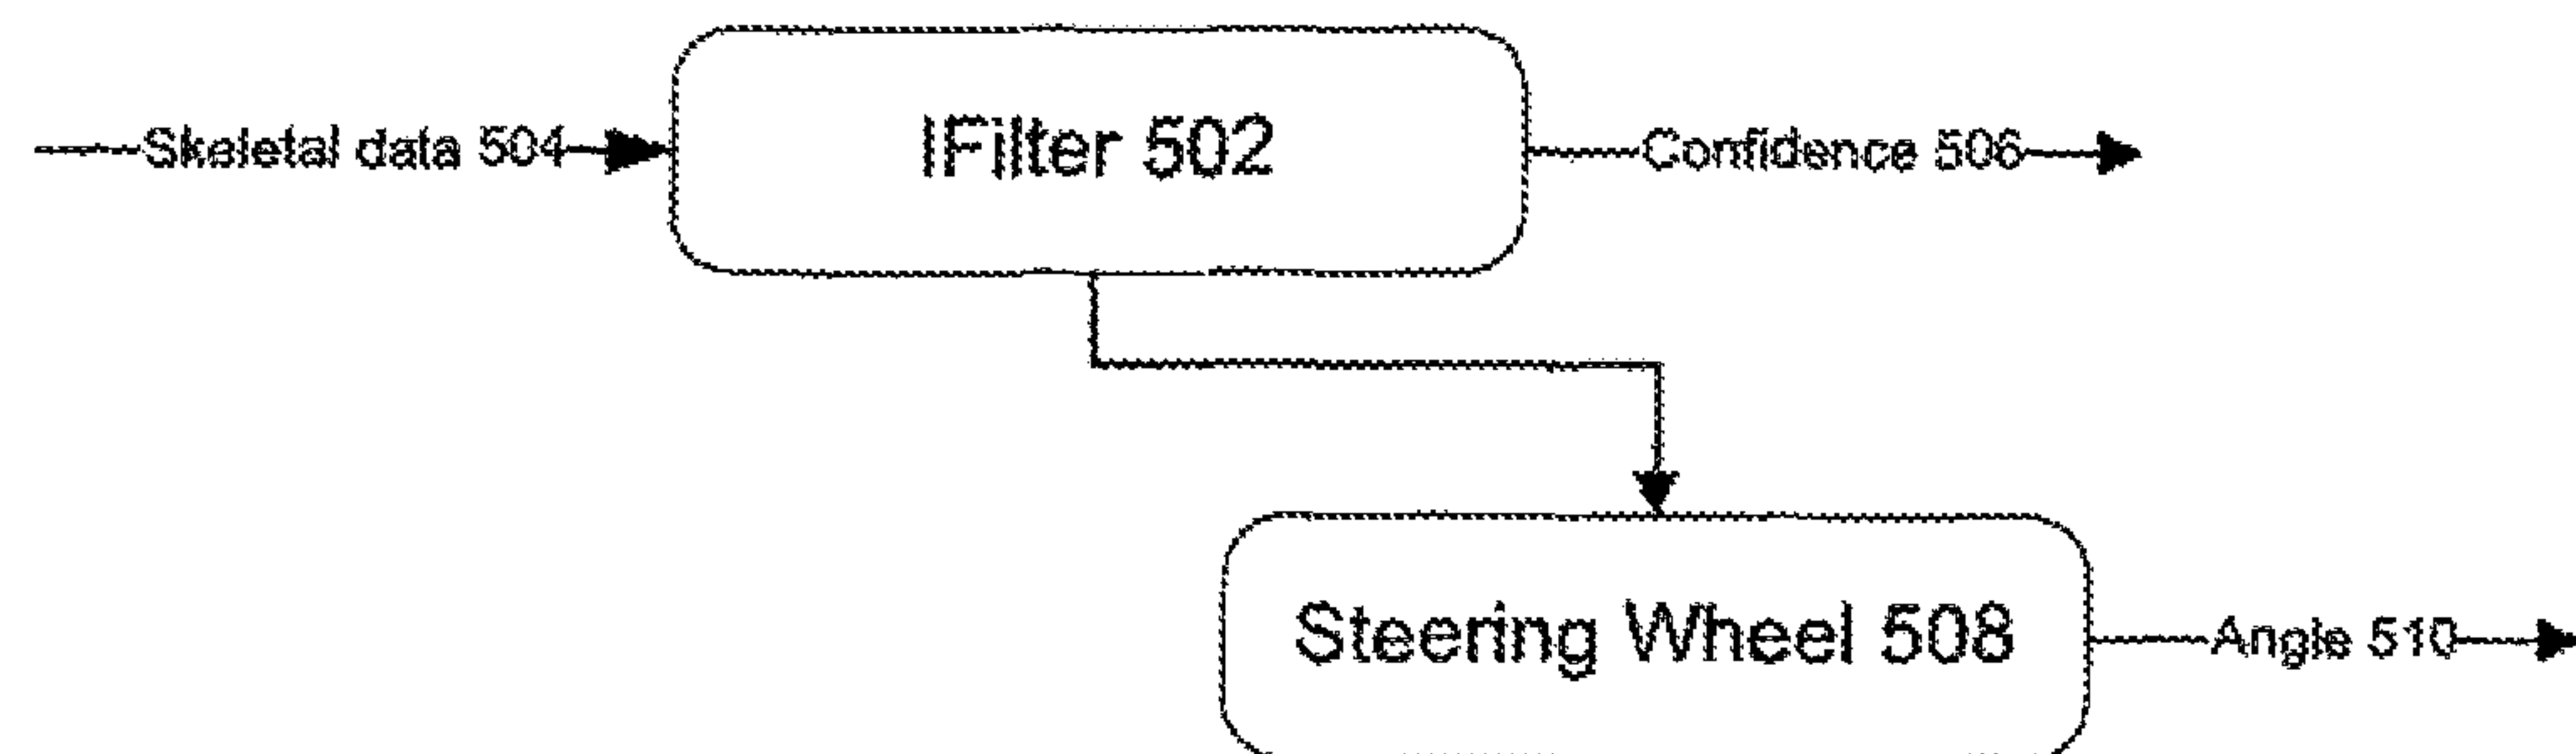 Skeletal data 504
IFilter 502
Confidence 506
Steering Wheel 508
Angle 510